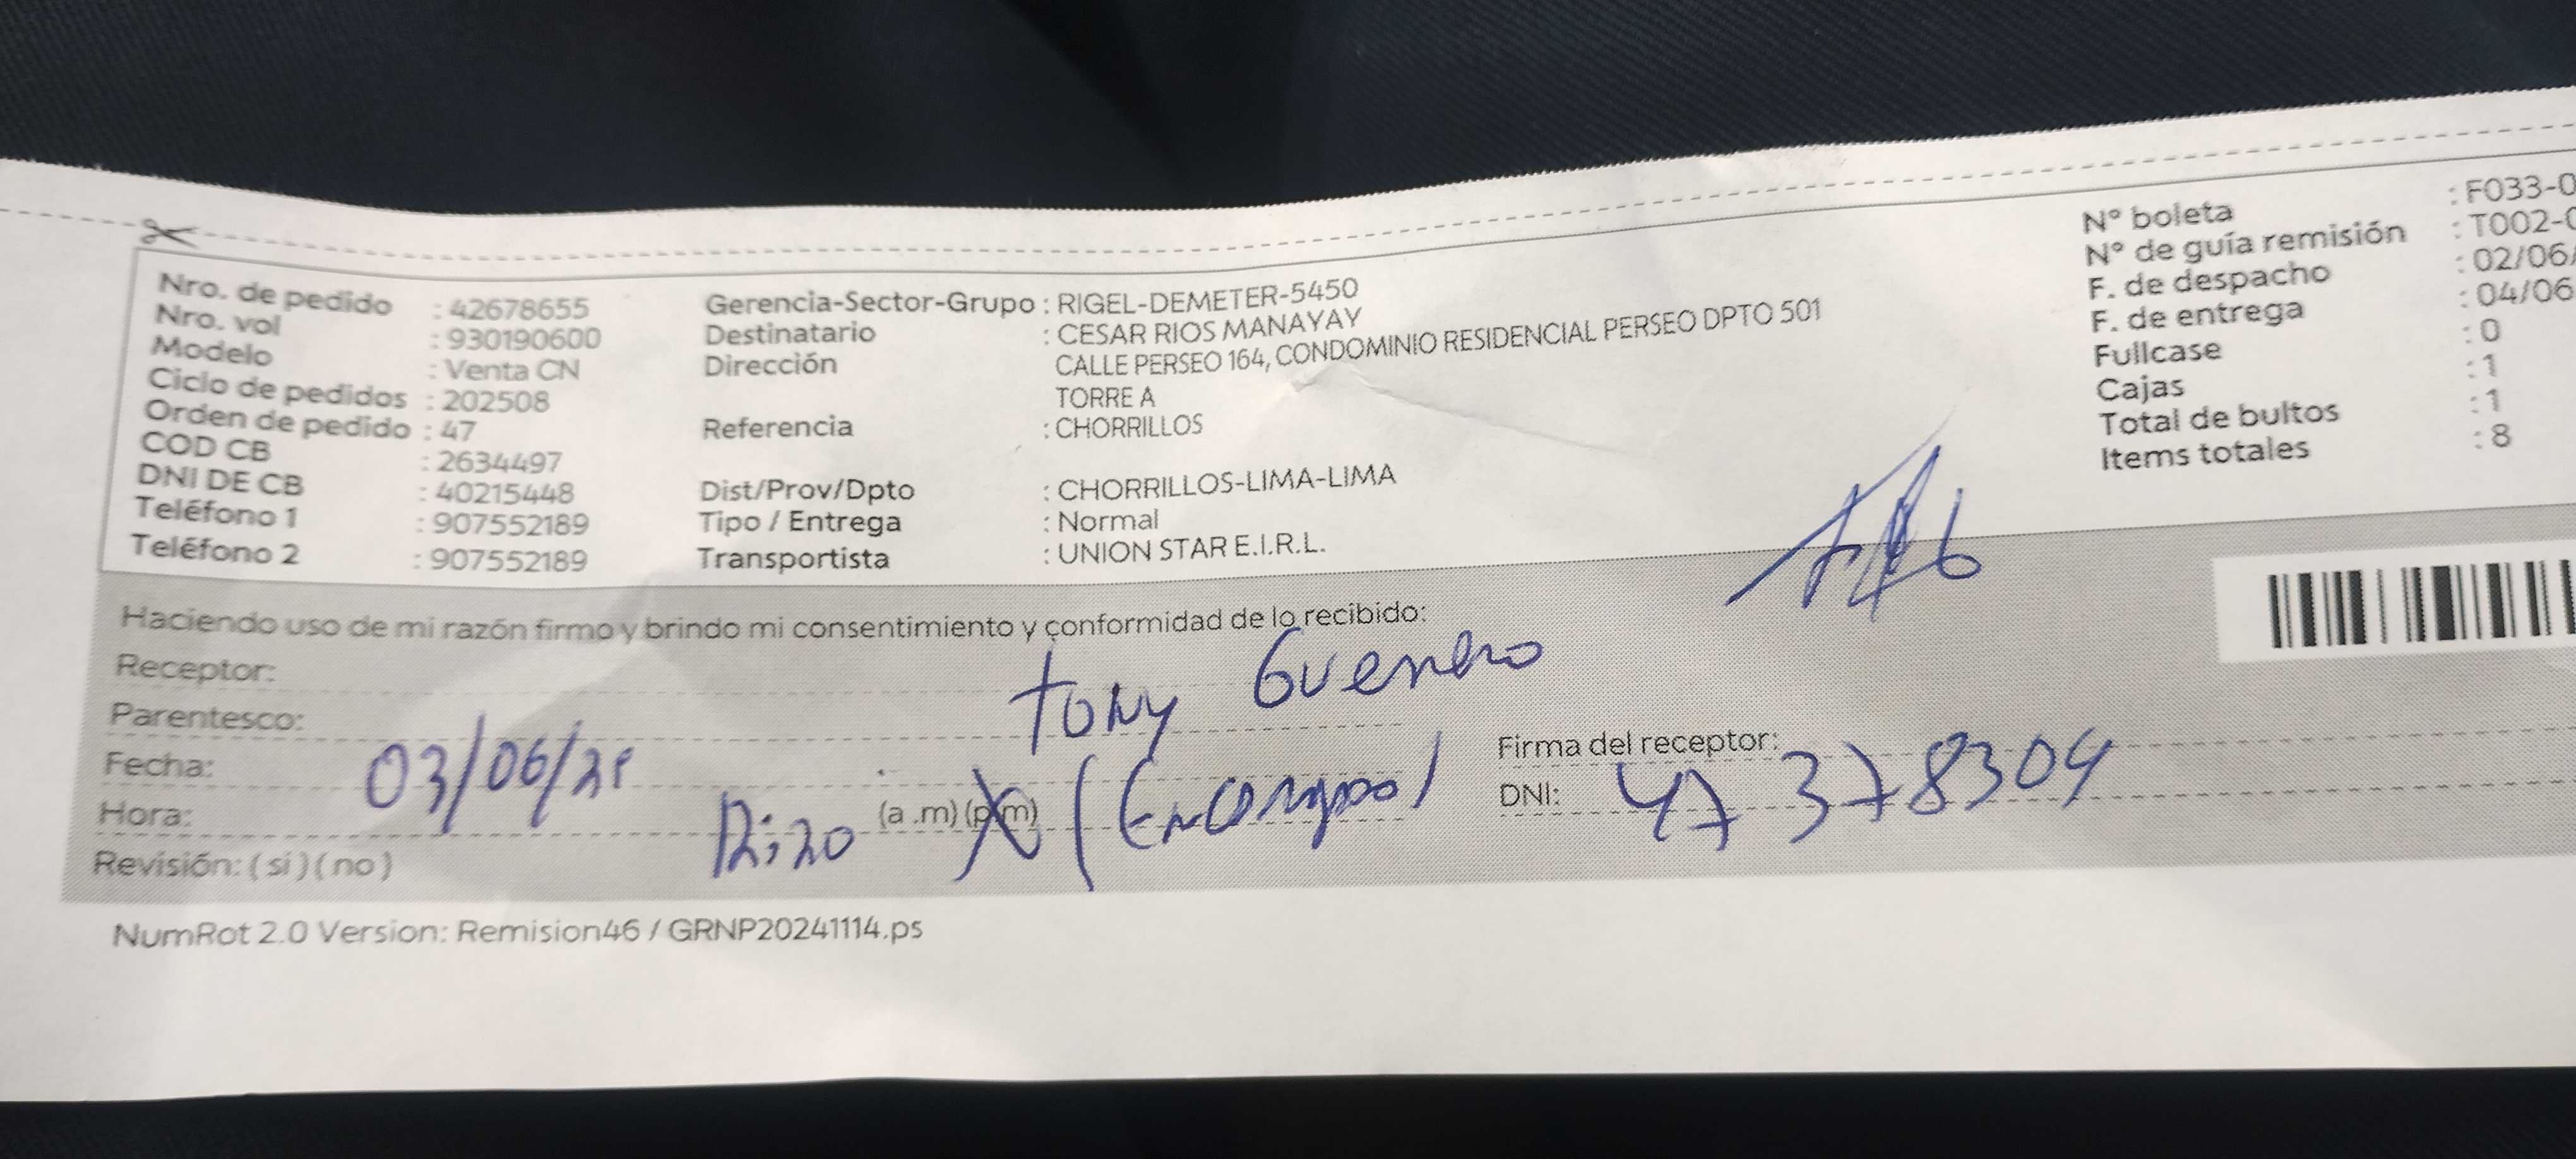 Nro. de pedido : 42678655
Nro. vol : 930190600
Modelo : Venta CN
Ciclo de pedidos : 202508
Orden de pedido : 47
COD CB : 2634497
DNI DE CB : 40215448
Teléfono 1 : 907552189
Teléfono 2 : 907552189
Gerencia-Sector-Grupo : RIGEL-DEMETER-5450
Destinatario : CESAR RIOS MANAYAY
Dirección : CALLE PERSEO 164, CONDOMINIO RESIDENCIAL PERSEO DPTO 501
TORRE A
Referencia : CHORRILLOS
Dist/Prov/Dpto : CHORRILLOS-LIMA-LIMA
Tipo / Entrega : Normal
Transportista : UNION STAR E.I.R.L.
N° boleta : F033-0
N° de guía remisión : T002-0
F. de despacho : 02/06/
F. de entrega : 04/06
Fullcase : 0
Cajas : 1
Total de bultos : 1
Items totales : 8
Haciendo uso de mi razón firmo y brindo mi consentimiento y conformidad de lo recibido:
Receptor: Tony Guerrero
Parentesco:
Fecha: 03/06/25
Hora: 12:20 (a .m) (p.m) (Encargado)
Firma del receptor:
DNI: 47378304
Revisión: ( si ) ( no )
NumRot 2.0 Version: Remision46 / GRNP20241114.ps